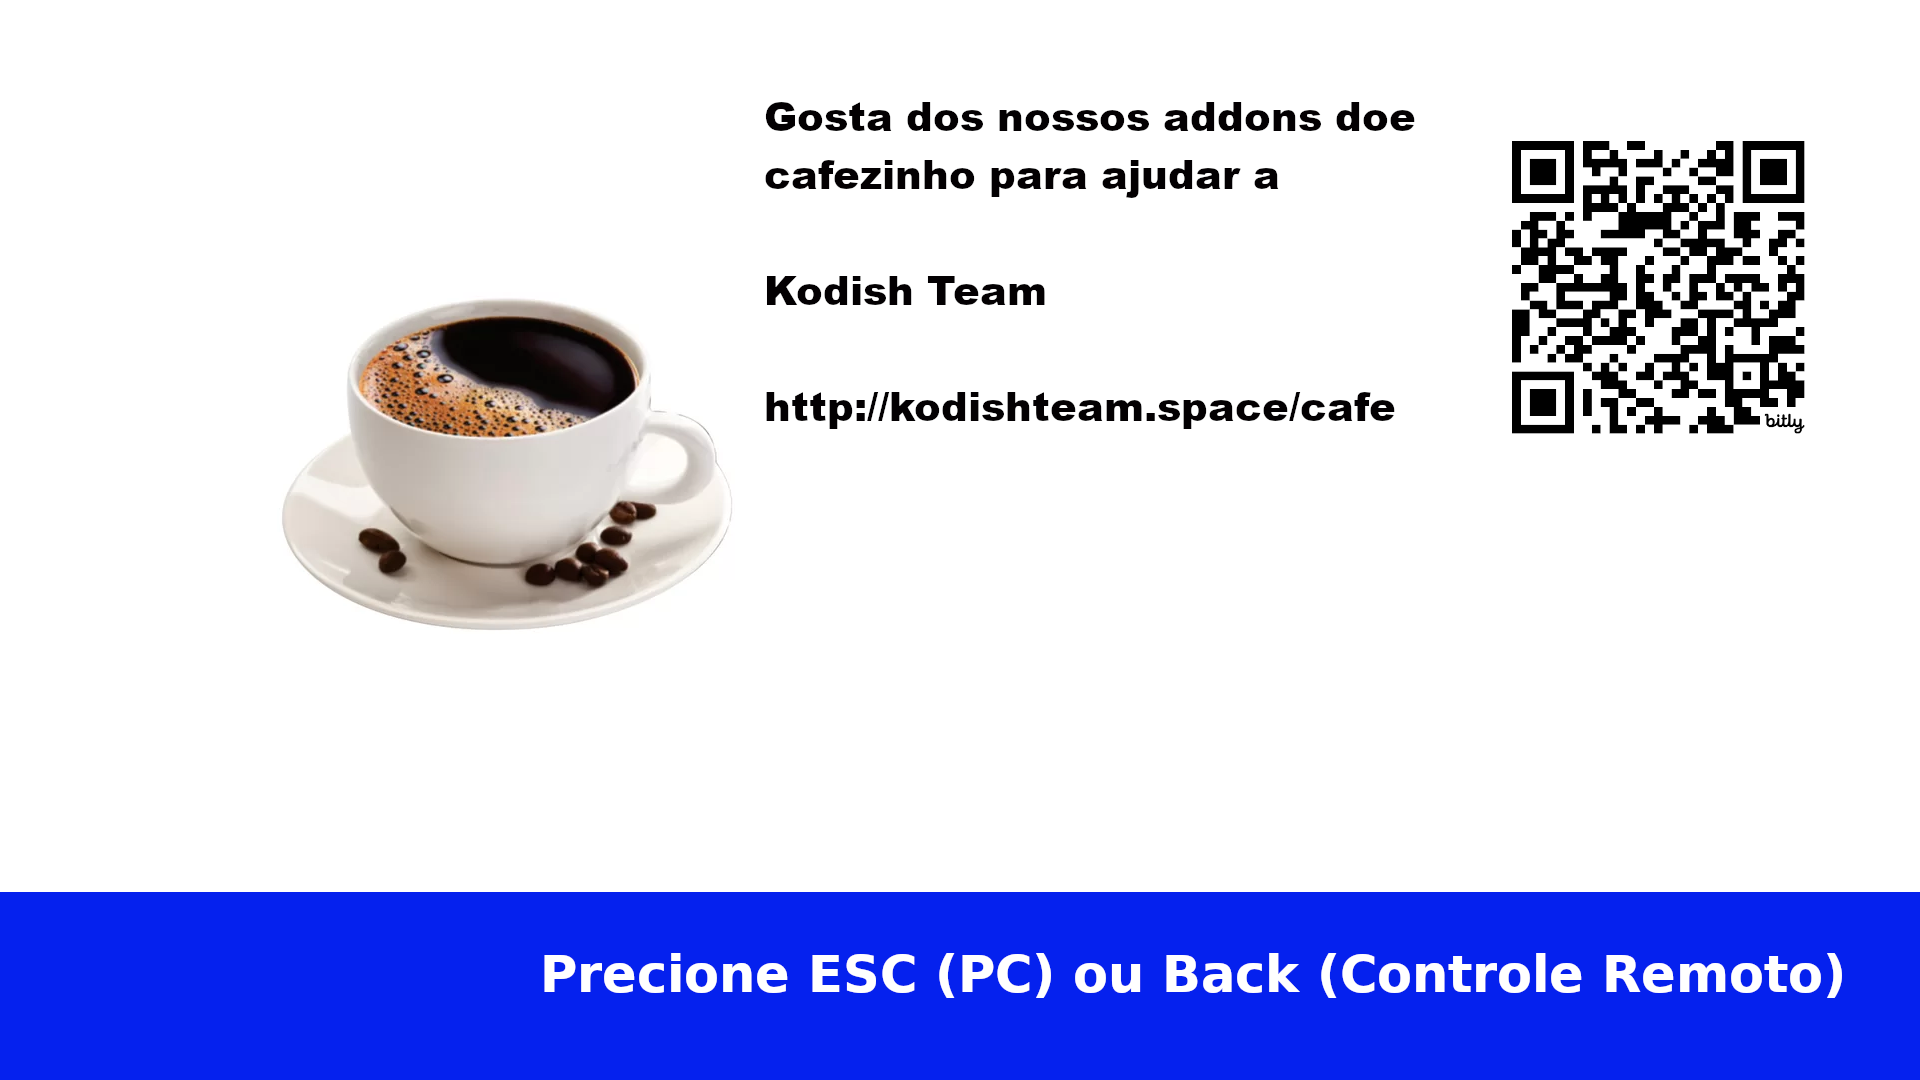 Gosta dos nossos addons doe
cafezinho para ajudar a
Kodish Team
http://kodishteam.space/cafe
bitly
Precione ESC (PC) ou Back (Controle Remoto)